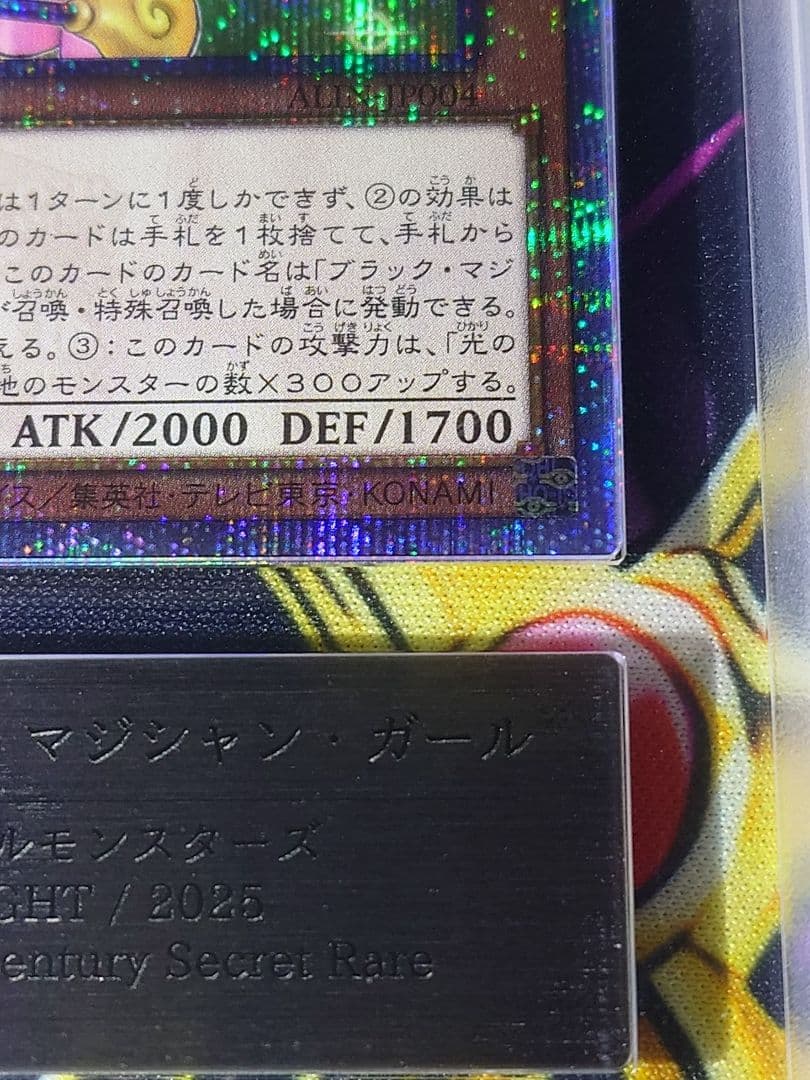 ALIN-JP004
は1ターンに1度しかできず、②の効果は
のカードは手札を1枚捨てて、手札から
このカードのカード名は「ブラック・マジ
召喚・特殊召喚した場合に発動できる。
える。③：このカードの攻撃力は、「光の
地のモンスターの数×300アップする。
ATK/2000 DEF/1700
ス／集英社・テレビ東京・KONAMI
マジシャン・ガール
ルモンスターズ
GHT / 2025
entury Secret Rare